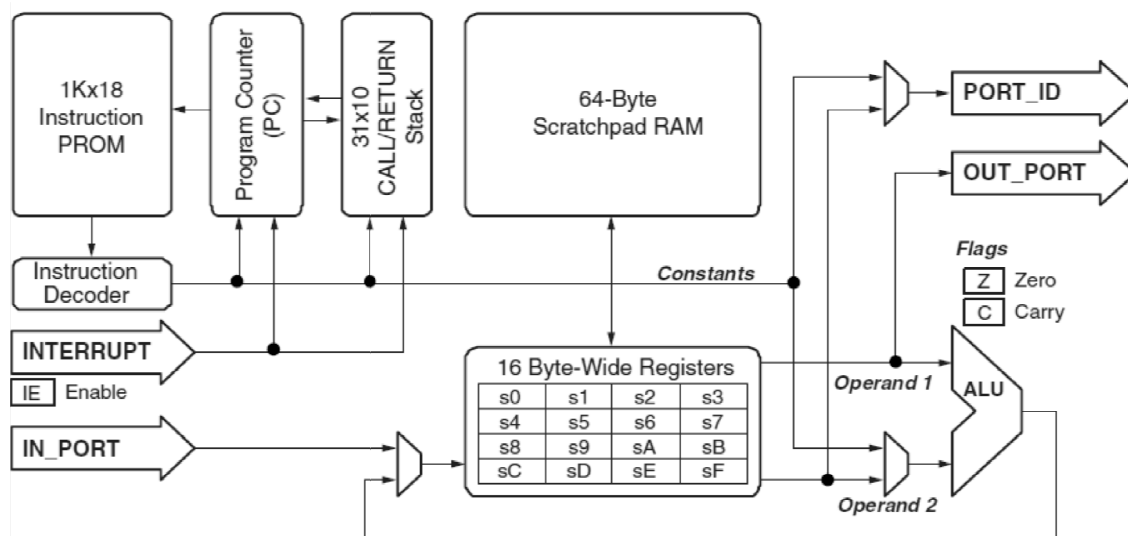 1Kx18
Instruction
PROM
Program Counter
(PC)
31x10
CALL/RETURN
Stack
64-Byte
Scratchpad RAM
PORT_ID
OUT_PORT
Instruction
Decoder
Constants
Flags
Z Zero
C Carry
INTERRUPT
IE Enable
IN_PORT
16 Byte-Wide Registers
s0 s1 s2 s3
s4 s5 s6 s7
s8 s9 sA sB
sC sD sE sF
Operand 1
ALU
Operand 2